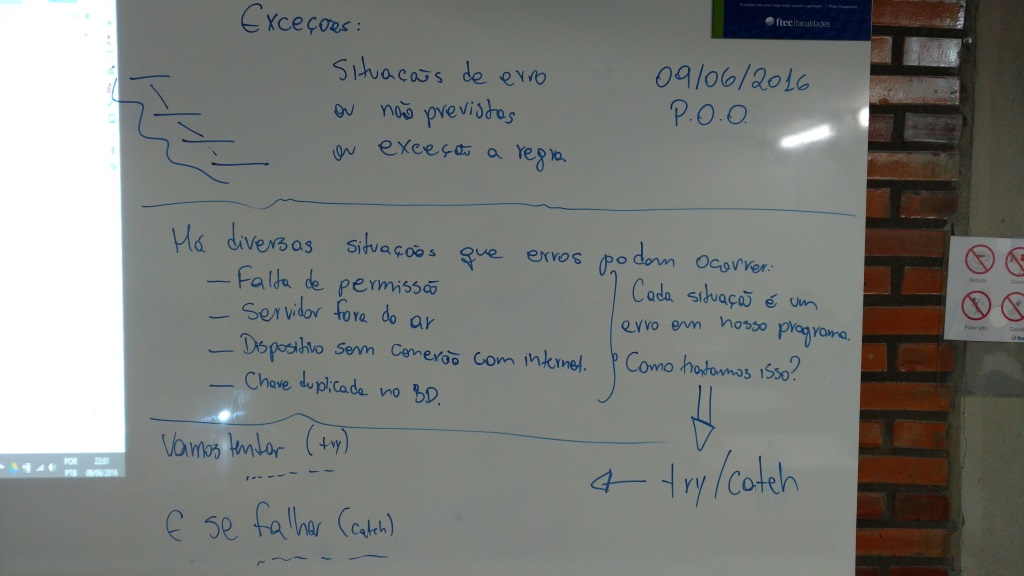 ftec|faculdades
Exceções:
Situacaões de erro
ou não previstas
ou exceção a regra.
09/06/2016
P.O.O.
Há diversas situações que erros podem ocorrer:
— Falta de permissão
— Servidor fora do ar
— Dispositivo sem conexão com internet.
— Chave duplicada no BD.
Cada situação é um
erro em nosso programa.
Como tratamos isso?
try/catch
Vamos tentar (try)
E se falhar (catch)
POR
PTB
22:01
09/06/2016